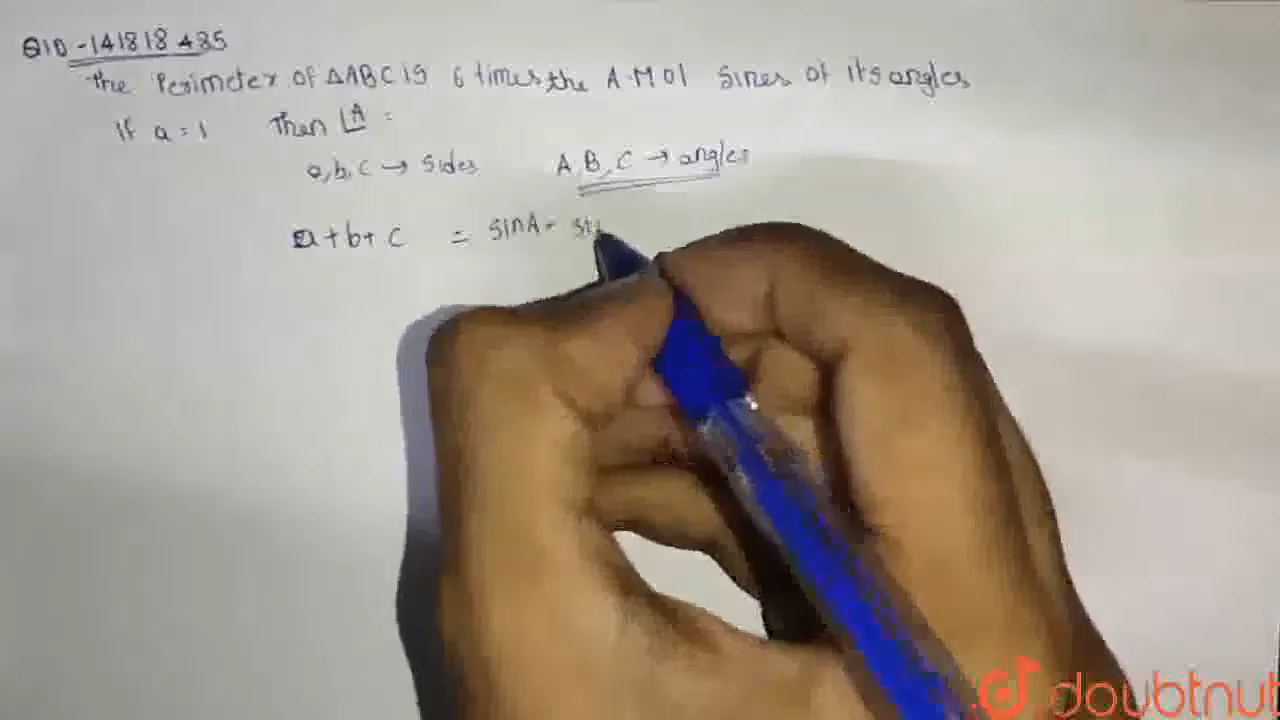 QID - 141818485
The Perimeter of ΔABC is 6 times the A.M of Sines of its angles
If a = 1 Then ∠A =
a, b, c → sides A, B, C → angles
a + b + c = sinA +
doubtnut